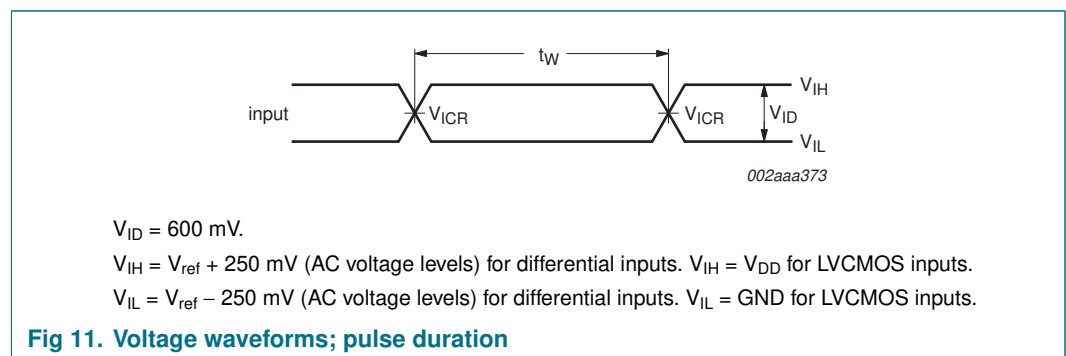 tW
input
VICR
VICR
VIH
VID
VIL
002aaa373
VID = 600 mV.
VIH = Vref + 250 mV (AC voltage levels) for differential inputs. VIH = VDD for LVCMOS inputs.
VIL = Vref − 250 mV (AC voltage levels) for differential inputs. VIL = GND for LVCMOS inputs.
Fig 11. Voltage waveforms; pulse duration